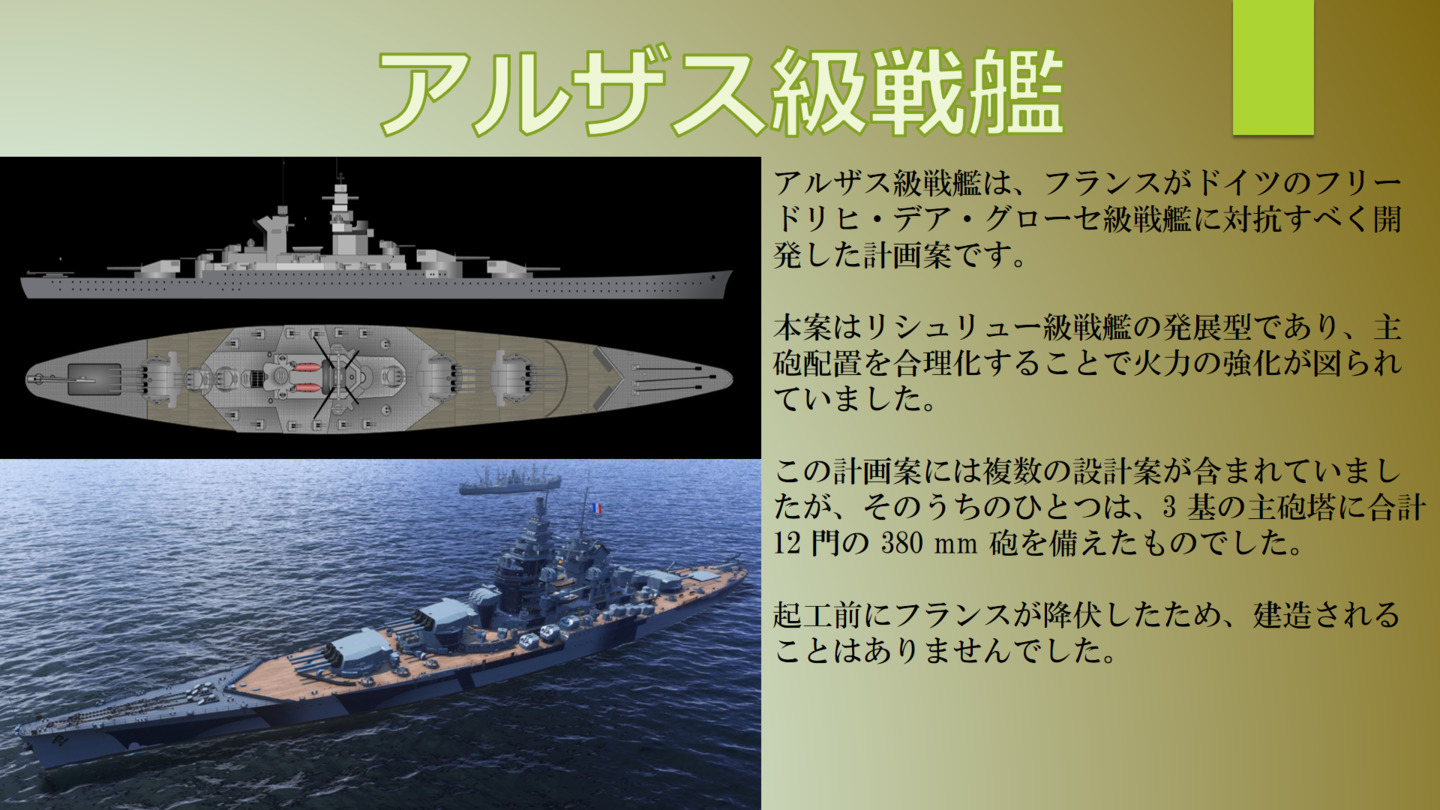 アルザス級戦艦
アルザス級戦艦は、フランスがドイツのフリー
ドリヒ・デア・グローセ級戦艦に対抗すべく開
発した計画案です。
本案はリシュリュー級戦艦の発展型であり、主
砲配置を合理化することで火力の強化が図られ
ていました。
この計画案には複数の設計案が含まれていまし
たが、そのうちのひとつは、3 基の主砲塔に合計
12 門の 380 mm 砲を備えたものでした。
起工前にフランスが降伏したため、建造される
ことはありませんでした。